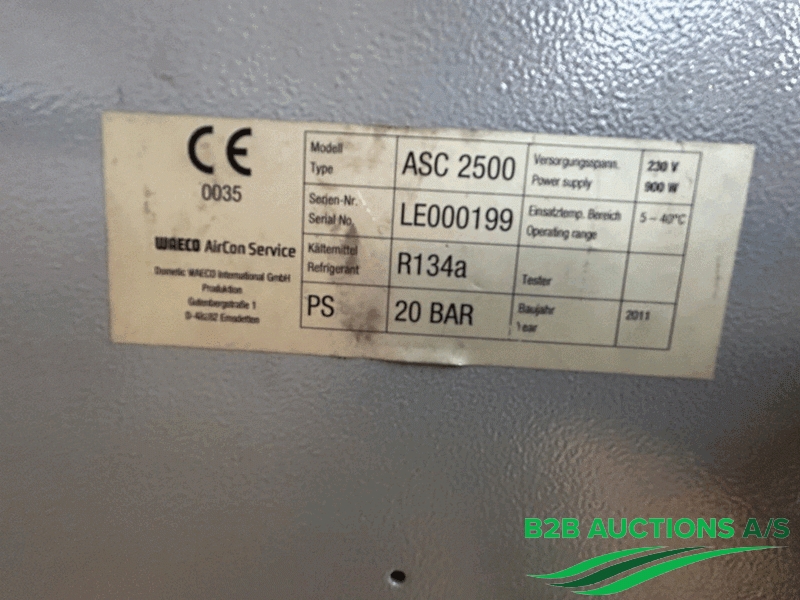 CE
0035
WAECO AirCon Service
Dometic WAECO International GmbH
Produktion
Gutenbergstraße 1
D-48282 Emsdetten
Modell
Type
ASC 2500
Versorgungsspann.
Power supply
230 V
900 W
Serien-Nr.
Serial No.
LE000199
Einsatztemp. Bereich
Operating range
5 - 40°C
Kältemittel
Refrigerant
R134a
Tester
PS
20 BAR
Baujahr
Year
2011
B2B AUCTIONS A/S